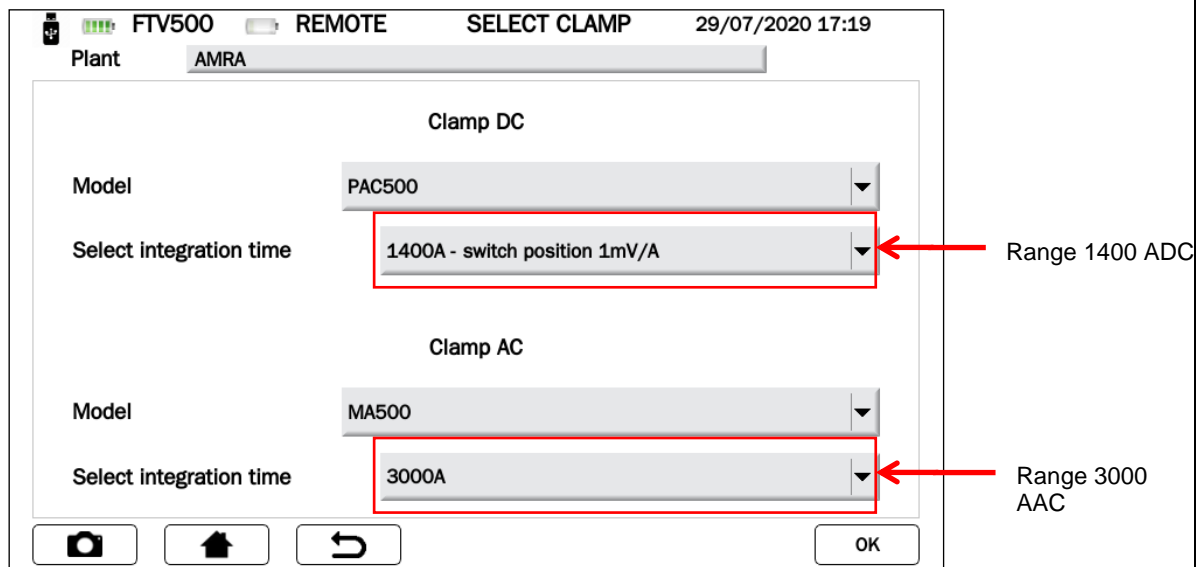 FTV500 REMOTE SELECT CLAMP 29/07/2020 17:19
Plant AMRA
Clamp DC
Model PAC500
Select integration time 1400A - switch position 1mV/A
Range 1400 ADC
Clamp AC
Model MA500
Select integration time 3000A
Range 3000
AAC
OK